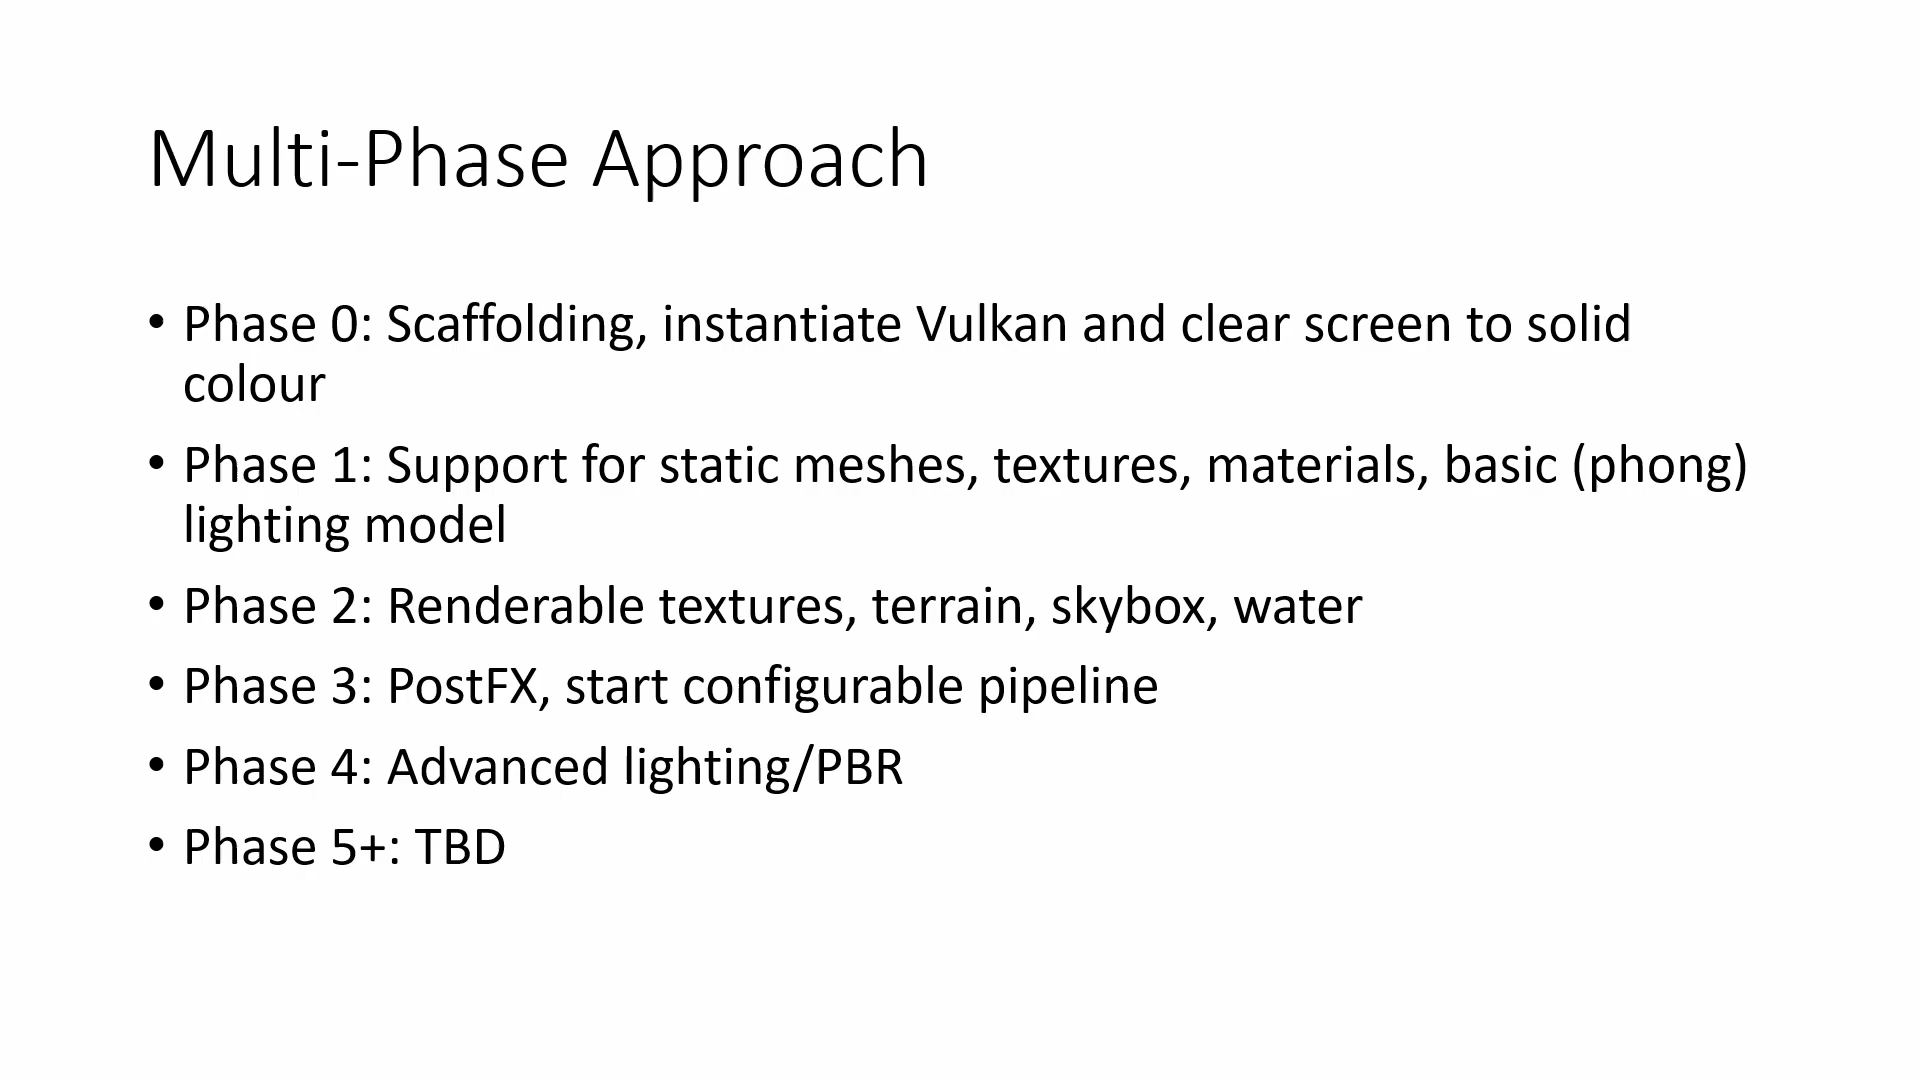 Multi-Phase Approach
• Phase 0: Scaffolding, instantiate Vulkan and clear screen to solid
colour
• Phase 1: Support for static meshes, textures, materials, basic (phong)
lighting model
• Phase 2: Renderable textures, terrain, skybox, water
• Phase 3: PostFX, start configurable pipeline
• Phase 4: Advanced lighting/PBR
• Phase 5+: TBD